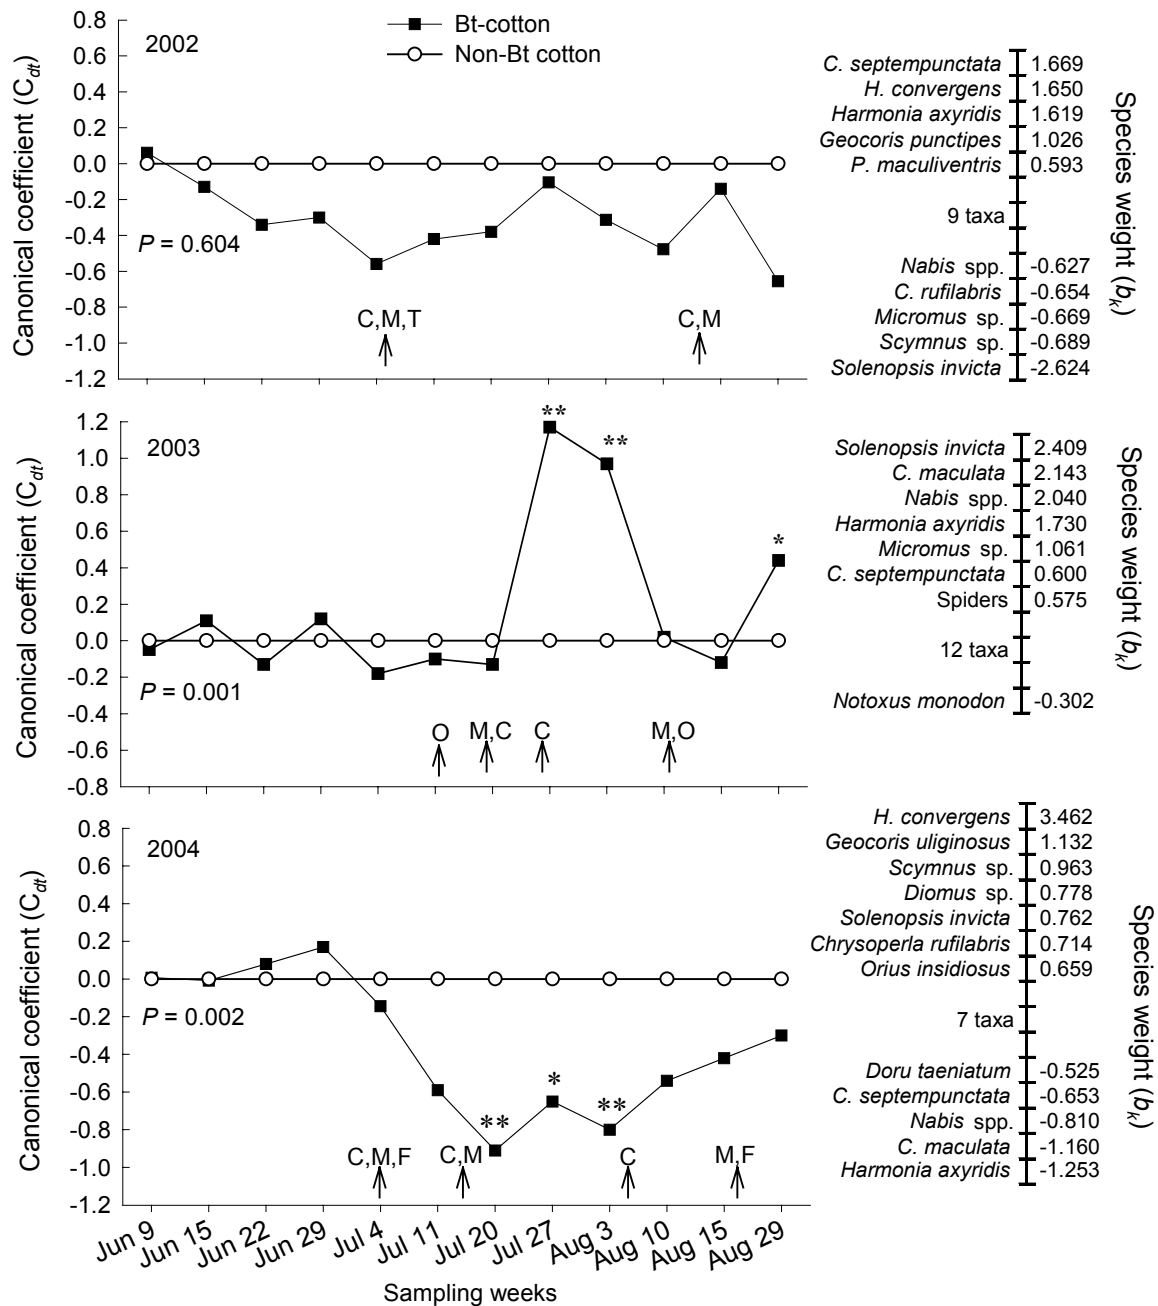 Bt-cotton
Non-Bt cotton
2002
Canonical coefficient (C_dt)
0.8
0.6
0.4
0.2
0.0
-0.2
-0.4
-0.6
-0.8
-1.0
-1.2
P = 0.604
C,M,T
C,M
C. septempunctata 1.669
H. convergens 1.650
Harmonia axyridis 1.619
Geocoris punctipes 1.026
P. maculiventris 0.593
9 taxa
Nabis spp. -0.627
C. rufilabris -0.654
Micromus sp. -0.669
Scymnus sp. -0.689
Solenopsis invicta -2.624
Species weight (b_k)
2003
Canonical coefficient (C_dt)
1.2
1.0
0.8
0.6
0.4
0.2
0.0
-0.2
-0.4
-0.6
-0.8
**
**
*
P = 0.001
O
M,C
C
M,O
Solenopsis invicta 2.409
C. maculata 2.143
Nabis spp. 2.040
Harmonia axyridis 1.730
Micromus sp. 1.061
C. septempunctata 0.600
Spiders 0.575
12 taxa
Notoxus monodon -0.302
Species weight (b_k)
2004
Canonical coefficient (C_dt)
0.8
0.6
0.4
0.2
0.0
-0.2
-0.4
-0.6
-0.8
-1.0
-1.2
P = 0.002
**
*
**
C,M,F
C,M
C
M,F
H. convergens 3.462
Geocoris uliginosus 1.132
Scymnus sp. 0.963
Diomus sp. 0.778
Solenopsis invicta 0.762
Chrysoperla rufilabris 0.714
Orius insidiosus 0.659
7 taxa
Doru taeniatum -0.525
C. septempunctata -0.653
Nabis spp. -0.810
C. maculata -1.160
Harmonia axyridis -1.253
Species weight (b_k)
Jun 9
Jun 15
Jun 22
Jun 29
Jul 4
Jul 11
Jul 20
Jul 27
Aug 3
Aug 10
Aug 15
Aug 29
Sampling weeks